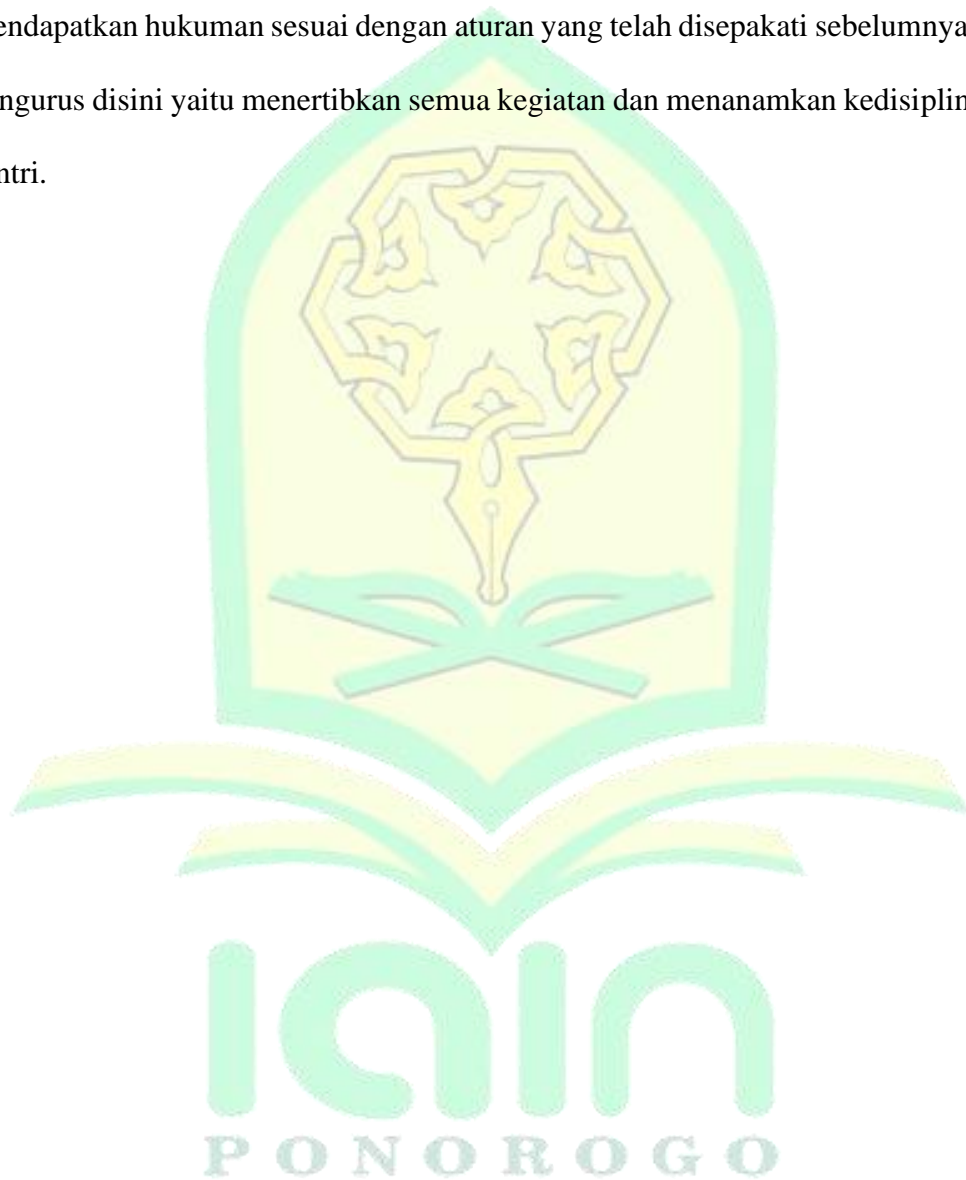 endapatkan hukuman sesuai dengan aturan yang telah disepakati sebelumnya
ngurus disini yaitu menertibkan semua kegiatan dan menanamkan kedisiplin
ntri.
iain
PONOROGO